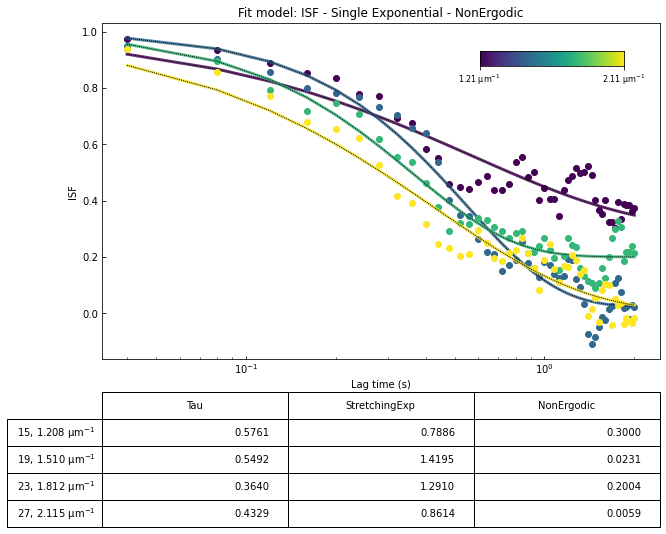 Fit model: ISF - Single Exponential - NonErgodic
1.0
0.8
0.6
0.4
0.2
0.0
ISF
1.21 μm⁻¹ 2.11 μm⁻¹
10⁻¹ 10⁰
Lag time (s)
Tau StretchingExp NonErgodic
15, 1.208 μm⁻¹ 0.5761 0.7886 0.3000
19, 1.510 μm⁻¹ 0.5492 1.4195 0.0231
23, 1.812 μm⁻¹ 0.3640 1.2910 0.2004
27, 2.115 μm⁻¹ 0.4329 0.8614 0.0059